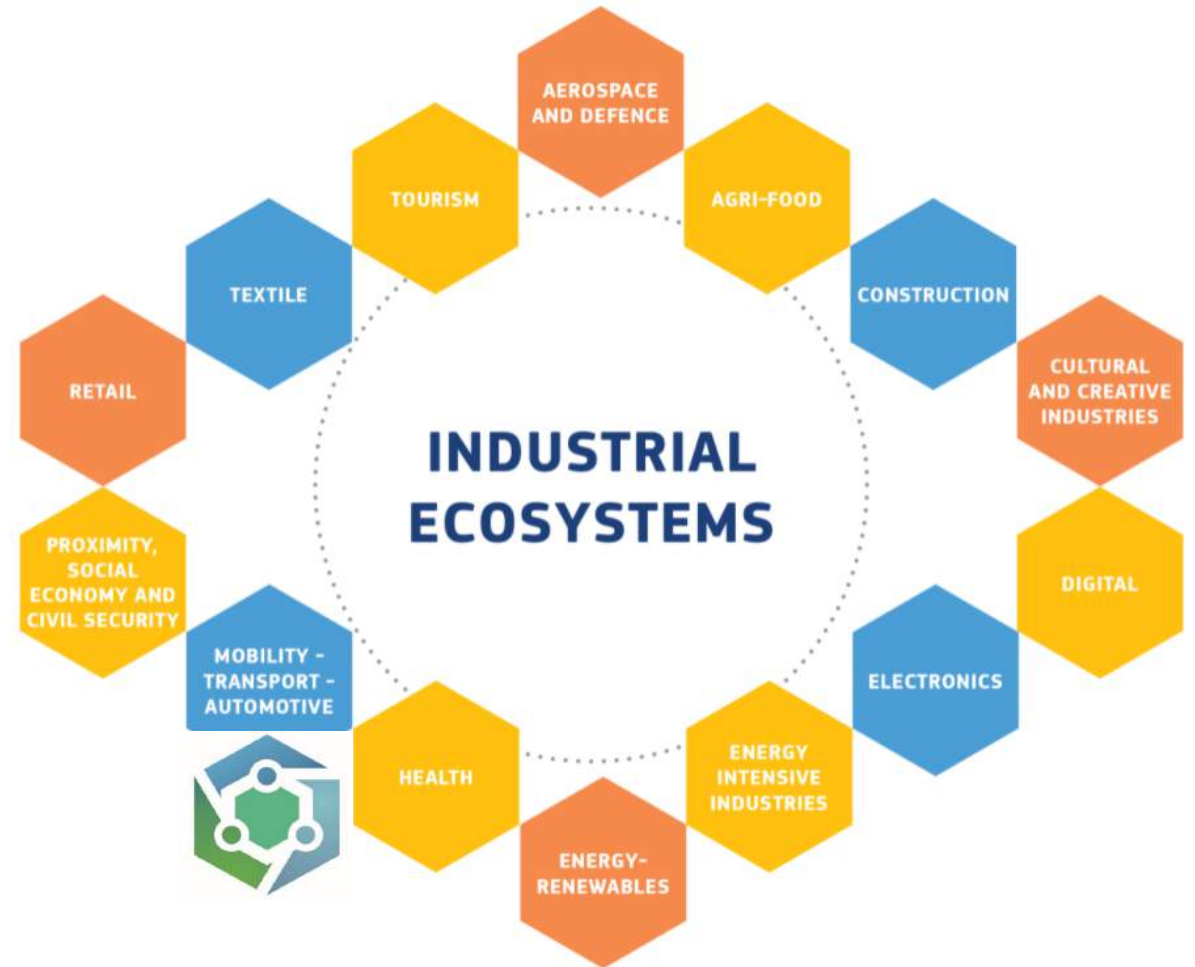 AEROSPACE
AND DEFENCE
TOURISM
AGRI-FOOD
TEXTILE
CONSTRUCTION
RETAIL
CULTURAL
AND CREATIVE
INDUSTRIES
INDUSTRIAL
ECOSYSTEMS
PROXIMITY,
SOCIAL
ECONOMY AND
CIVIL SECURITY
DIGITAL
MOBILITY -
TRANSPORT -
AUTOMOTIVE
ELECTRONICS
HEALTH
ENERGY
INTENSIVE
INDUSTRIES
ENERGY-
RENEWABLES